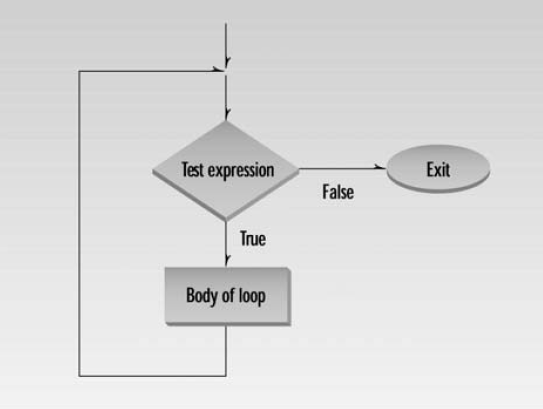 Test expression
Exit
False
True
Body of loop